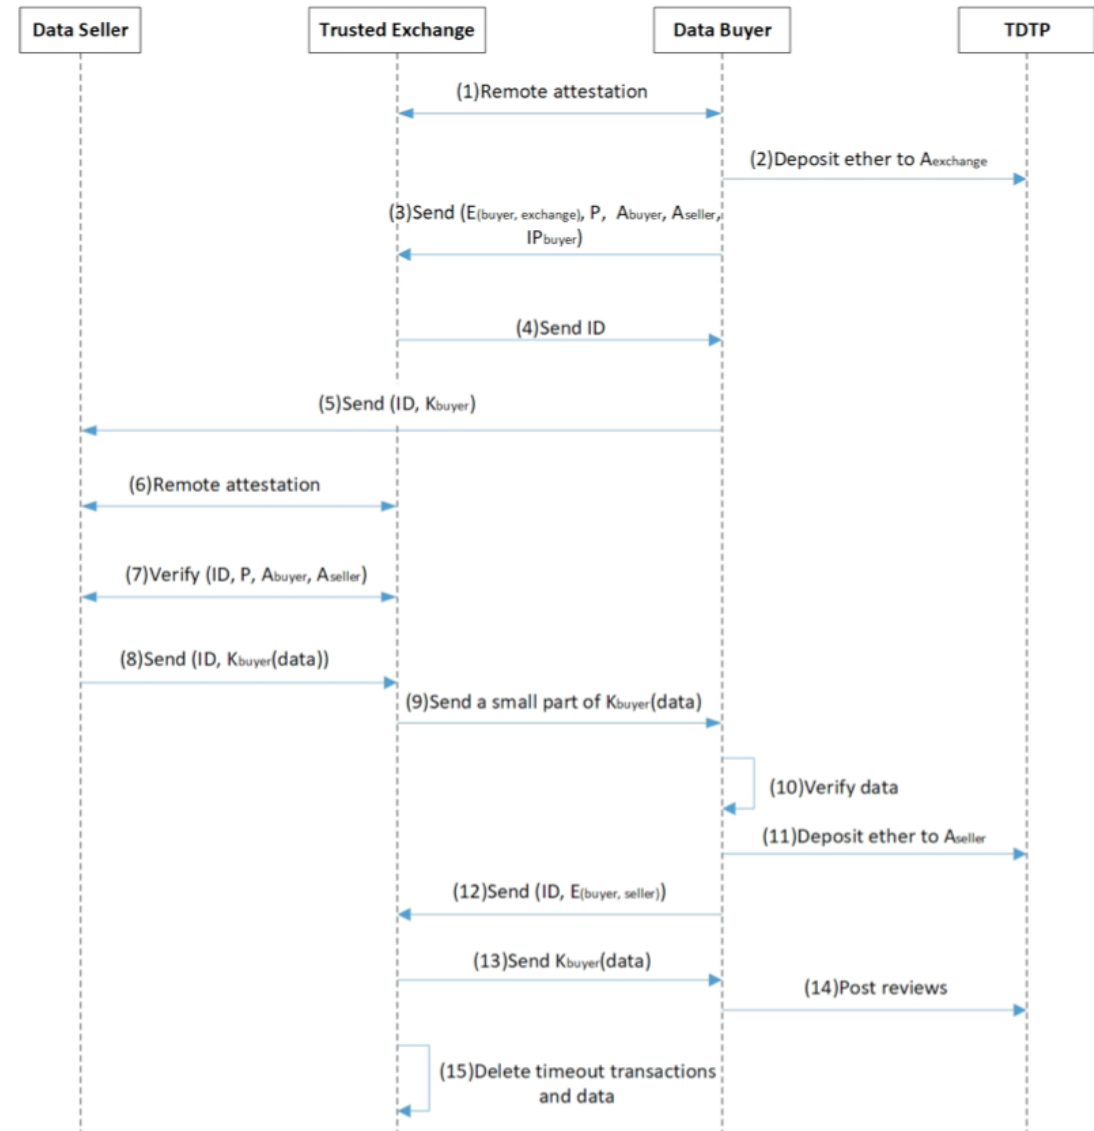 Data Seller
Trusted Exchange
Data Buyer
TDTP
(1)Remote attestation
(2)Deposit ether to Aexchange
(3)Send (E(buyer, exchange), P, Abuyer, Aseller,
IPbuyer)
(4)Send ID
(5)Send (ID, Kbuyer)
(6)Remote attestation
(7)Verify (ID, P, Abuyer, Aseller)
(8)Send (ID, Kbuyer(data))
(9)Send a small part of Kbuyer(data)
(10)Verify data
(11)Deposit ether to Aseller
(12)Send (ID, E(buyer, seller))
(13)Send Kbuyer(data)
(14)Post reviews
(15)Delete timeout transactions
and data